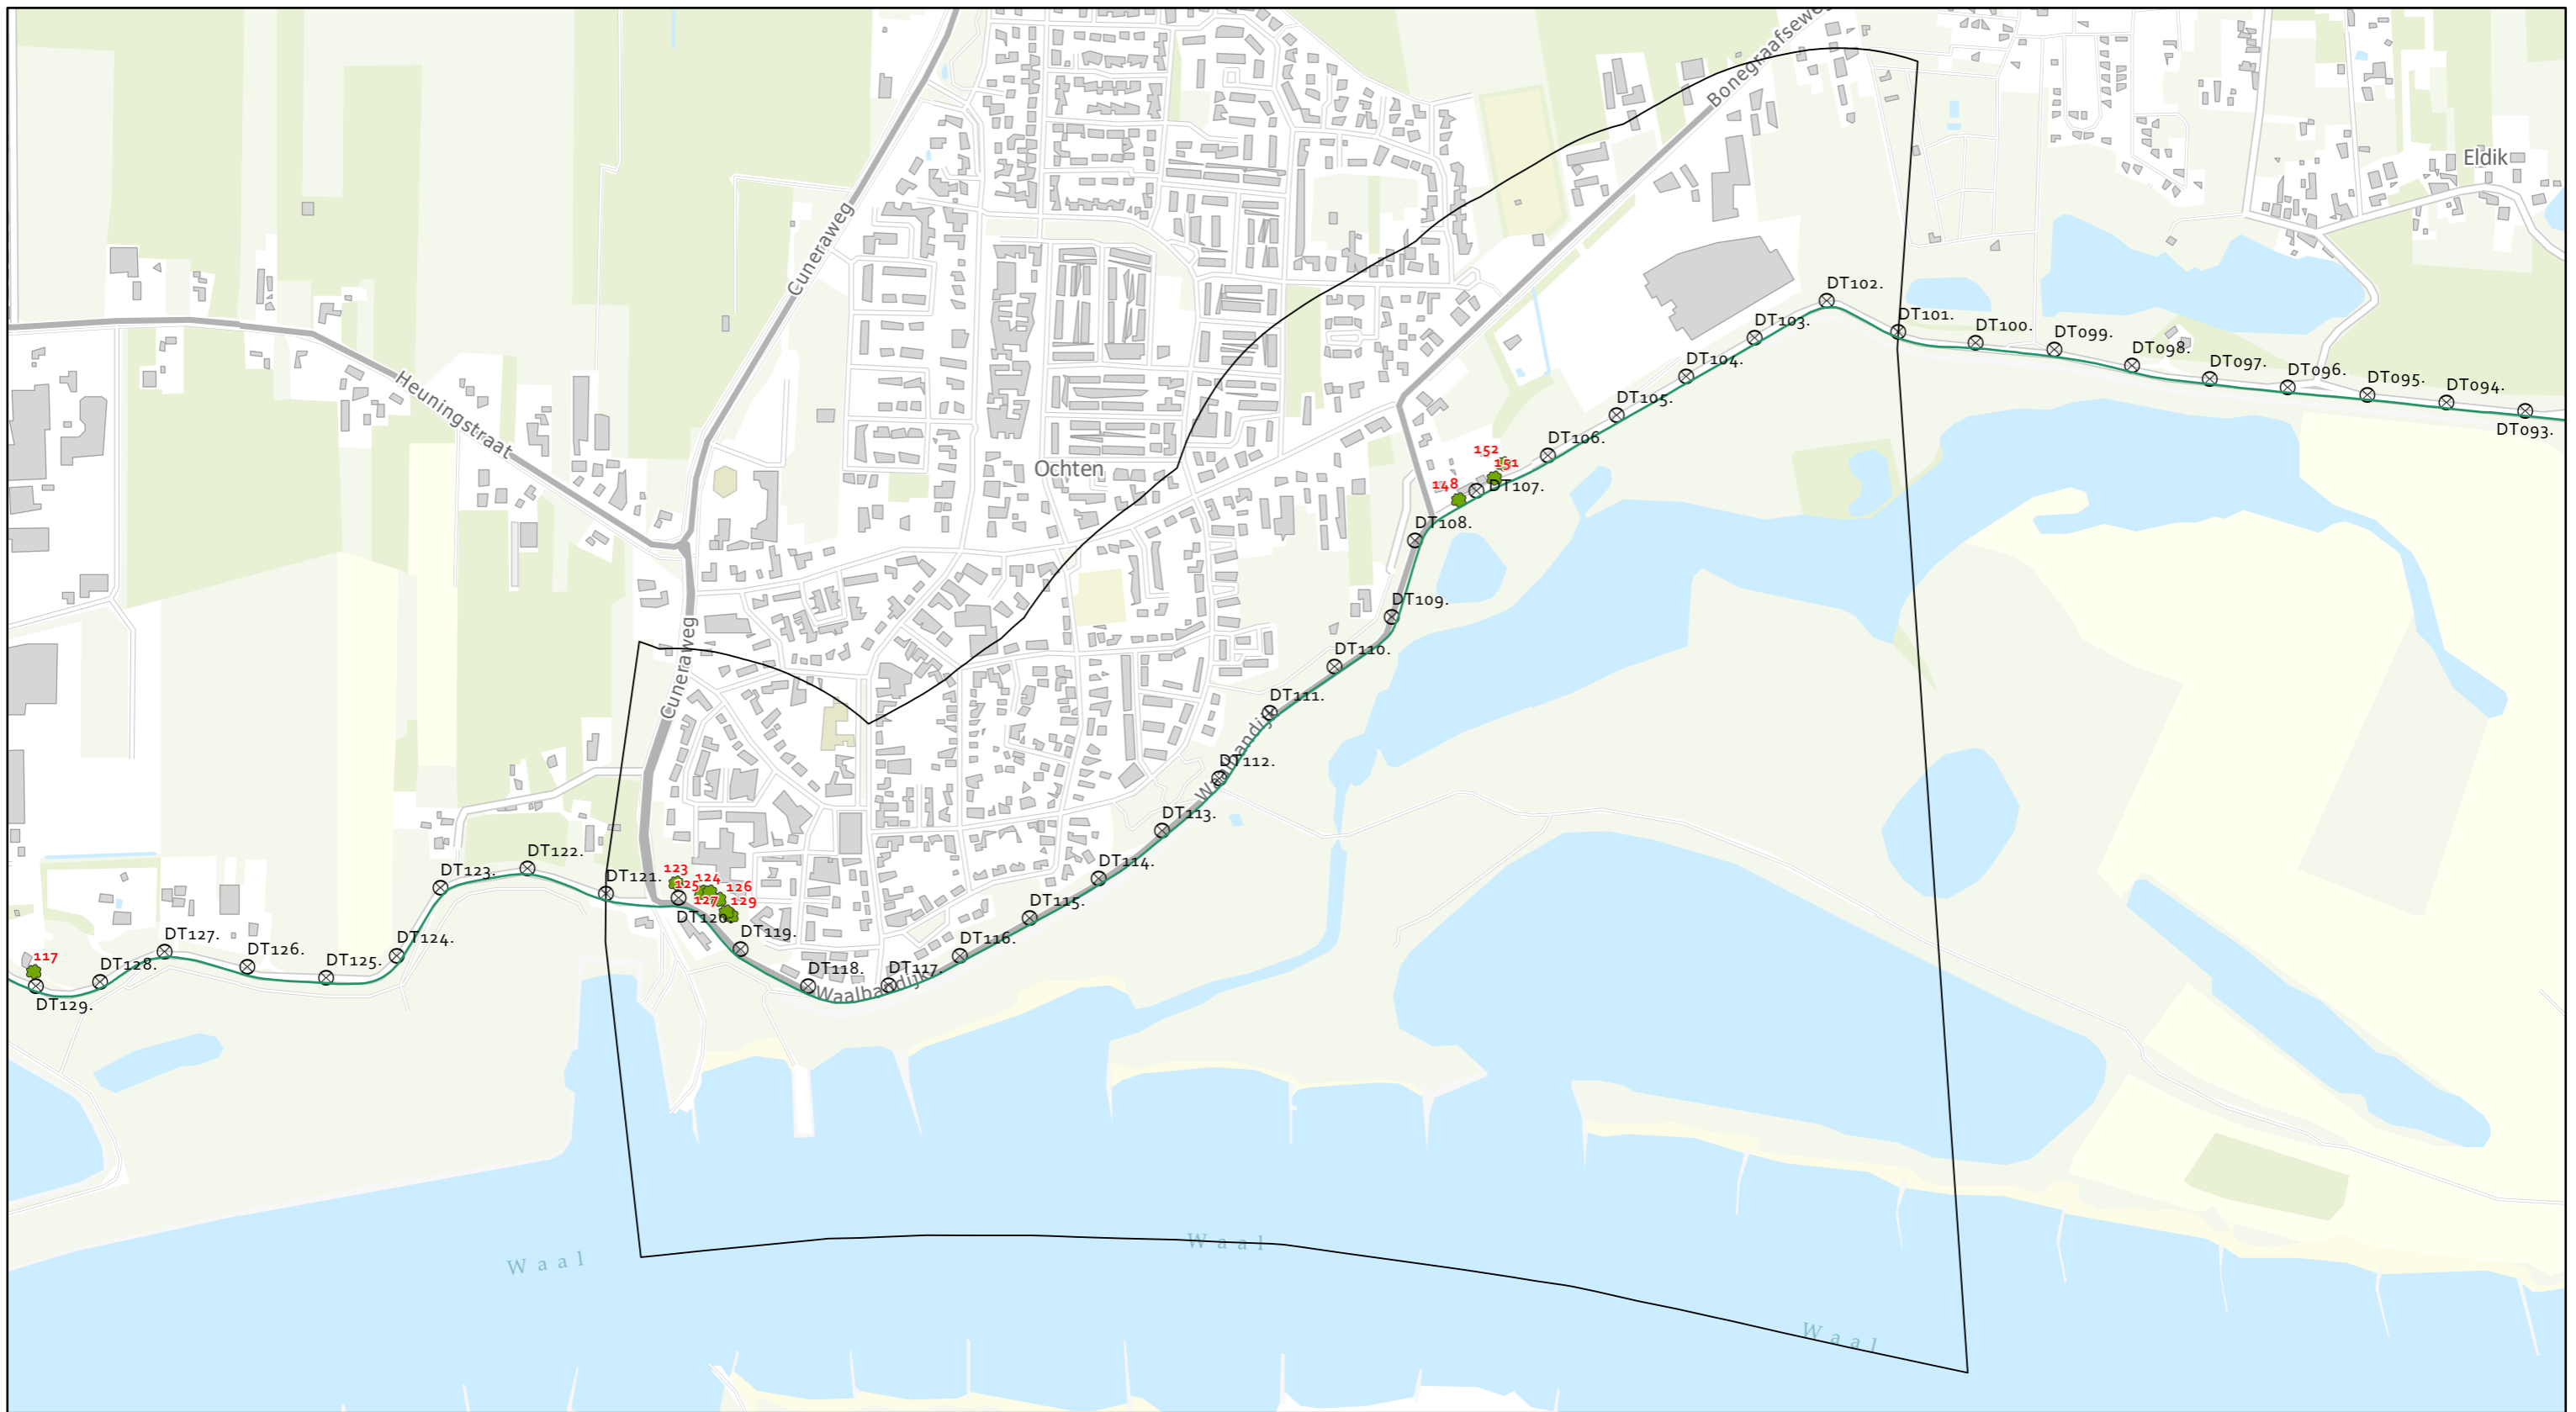 Bonegraafseweg
Eldik
Cuneraweg
DT102.
DT101.
DT100.
DT099.
DT098.
DT097.
DT096.
DT095.
DT094.
DT093.
DT103.
DT104.
DT105.
DT106.
Heuningstraat
Ochten
152
151
148
DT107.
DT108.
DT109.
DT110.
DT111.
Cuneraweg
Waalbandijk
DT112.
DT113.
DT114.
DT115.
DT116.
DT117.
DT118.
Waalbandijk
DT119.
DT120.
123
124
125
126
127
129
DT121.
DT122.
DT123.
DT124.
DT125.
DT126.
DT127.
DT128.
117
DT129.
Waal
Waal
Waal